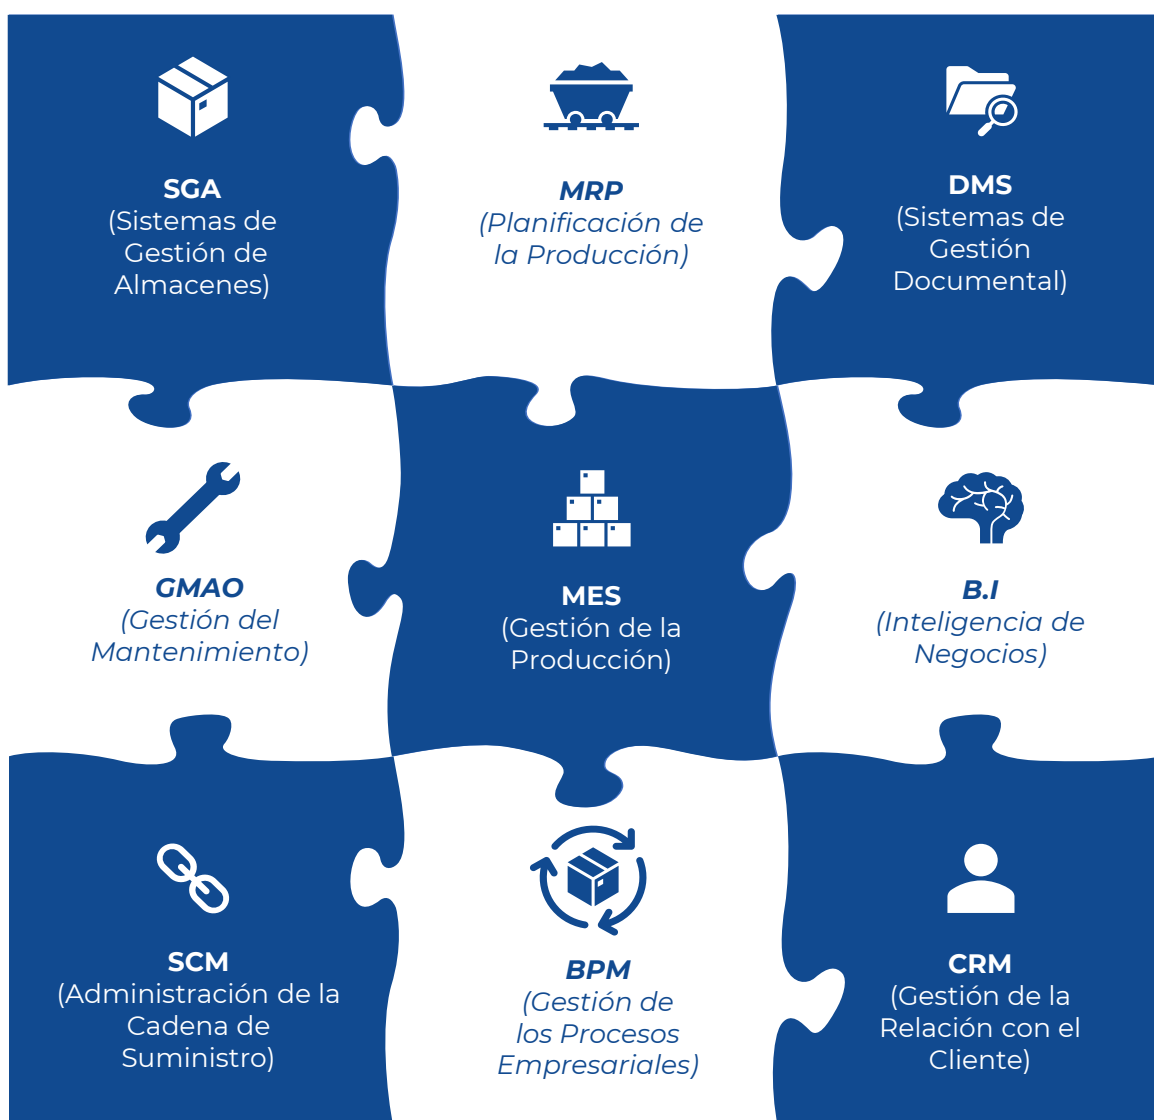 SGA
(Sistemas de
Gestión de
Almacenes)
MRP
(Planificación de
la Producción)
DMS
(Sistemas de
Gestión
Documental)
GMAO
(Gestión del
Mantenimiento)
MES
(Gestión de la
Producción)
B.I
(Inteligencia de
Negocios)
SCM
(Administración de la
Cadena de
Suministro)
BPM
(Gestión de
los Procesos
Empresariales)
CRM
(Gestión de la
Relación con el
Cliente)